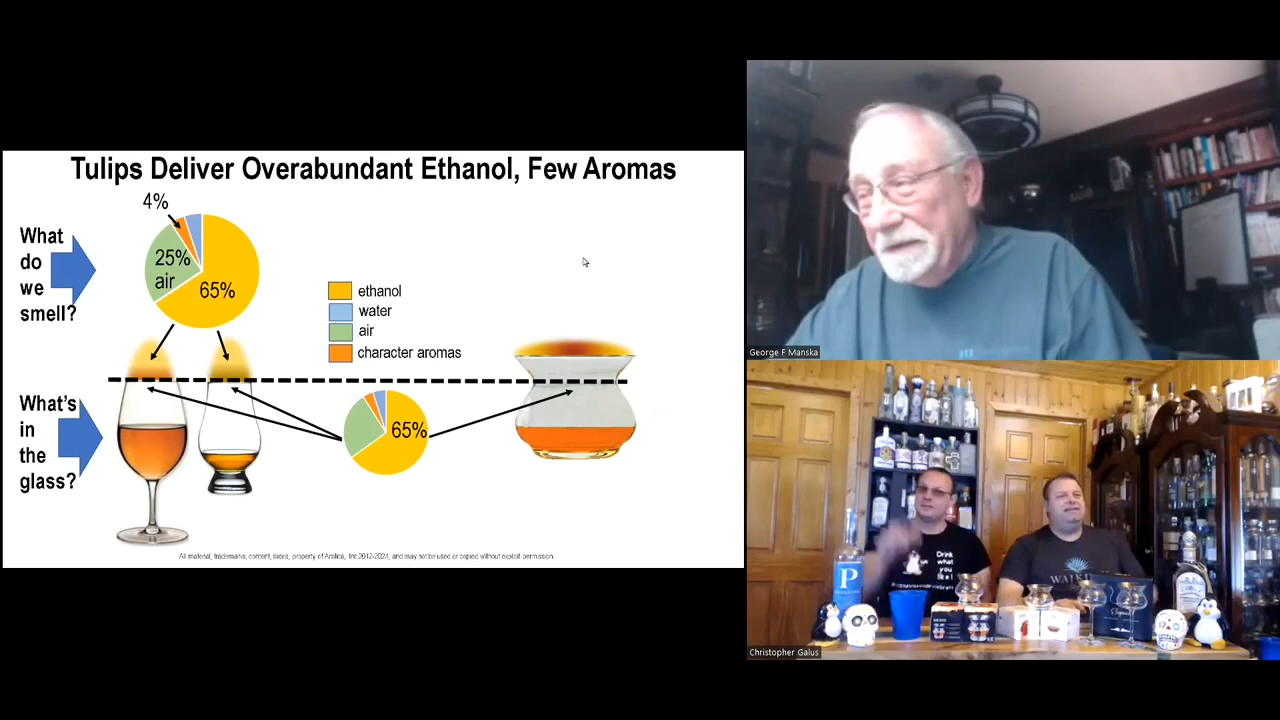 Tulips Deliver Overabundant Ethanol, Few Aromas
4%
What
do
we
smell?
25%
air
65%
ethanol
water
air
character aromas
What's
in
the
glass?
65%
All material, trademarks, content, slides, property of Arsilica, Inc 2012-2024, and may not be used or copied without explicit permission
George F Manska
P
Drink
what
you
like!
Christopher Galus